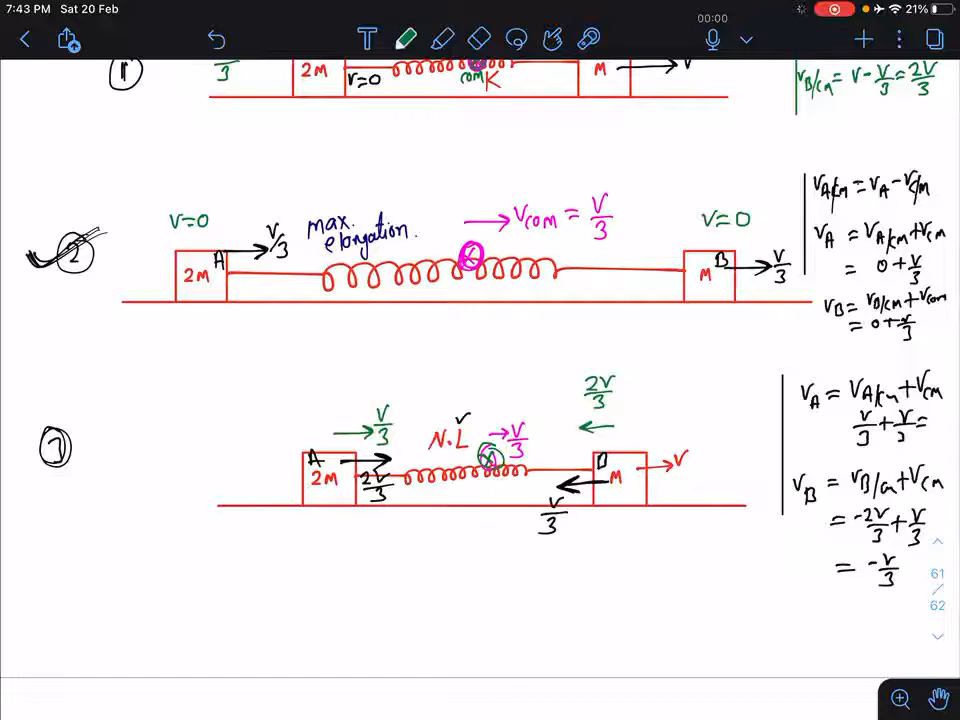 7:43 PM Sat 20 Feb
21%
00:00
T
1
3
2M
v=0
com
K
M
v
v_B/cm = v - v/3 = 2v/3
2
v=0
A
2M
v/3
max.
elongation.
v_com = v/3
v=0
B
M
v/3
v_A/cm = v_A - v_cm
v_A = v_A/cm + v_cm
= 0 + v/3
v_B = v_B/cm + v_com
= 0 + v/3
3
A
2M
v/3
2v/3
N.L
v/3
2v/3
B
M
v
v/3
v_A = v_A/cm + v_cm
v/3 + v/3 =
v_B = v_B/cm + v_cm
= -2v/3 + v/3
= -v/3
61
/
62